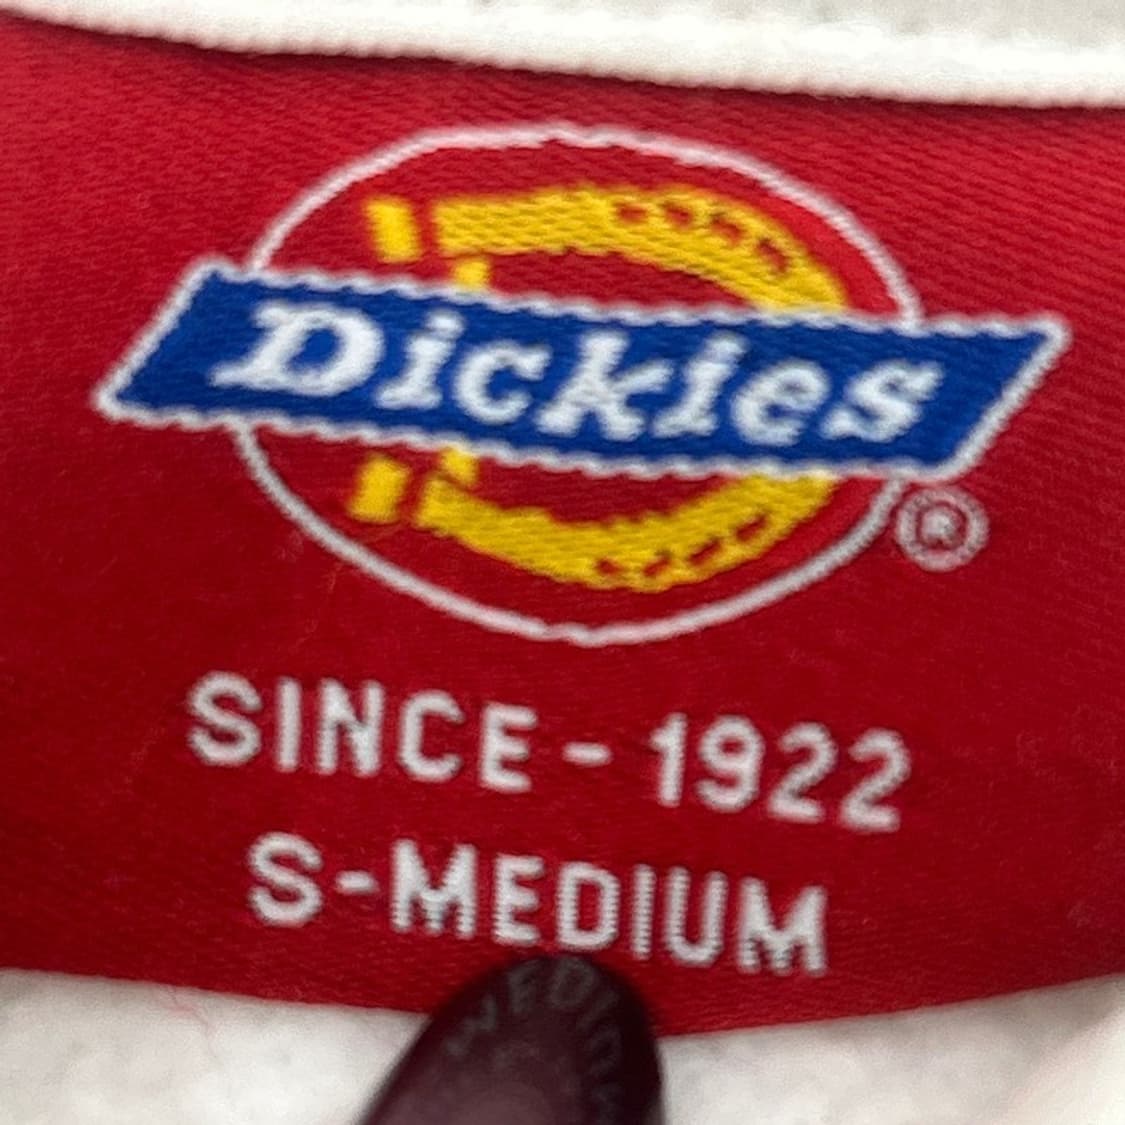 Dickies
®
SINCE - 1922
S-MEDIUM